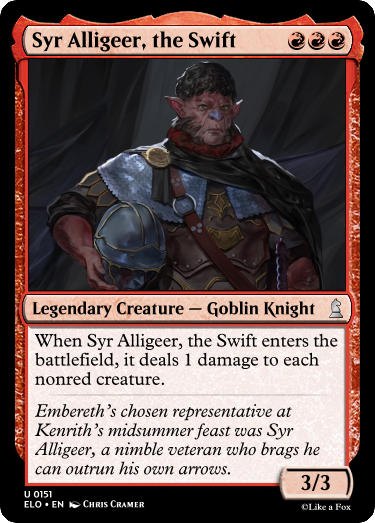 Syr Alligeer, the Swift
Legendary Creature — Goblin Knight
When Syr Alligeer, the Swift enters the
battlefield, it deals 1 damage to each
nonred creature.
Embereth's chosen representative at
Kenrith's midsummer feast was Syr
Alligeer, a nimble veteran who brags he
can outrun his own arrows.
3/3
U 0151
ELO • EN Chris Cramer
©Like a Fox